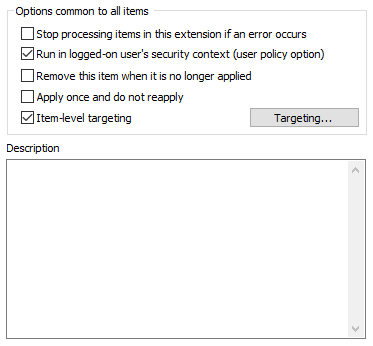 Options common to all items
Stop processing items in this extension if an error occurs
Run in logged-on user's security context (user policy option)
Remove this item when it is no longer applied
Apply once and do not reapply
Item-level targeting
Targeting...
Description